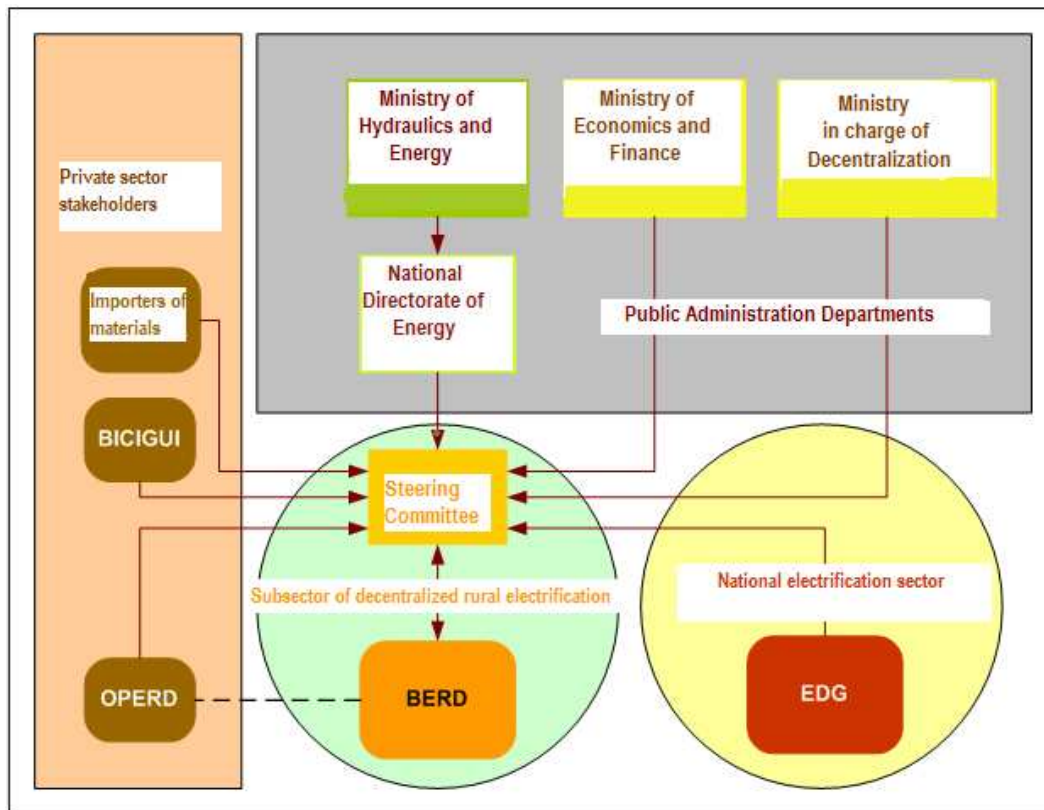 Ministry of
Hydraulics and
Energy
Ministry of
Economics and
Finance
Ministry
in charge of
Decentralization
Private sector
stakeholders
National
Directorate of
Energy
Importers of
materials
Public Administration Departments
BICIGUI
Steering
Committee
Subsector of decentralized rural electrification
National electrification sector
OPERD
BERD
EDG